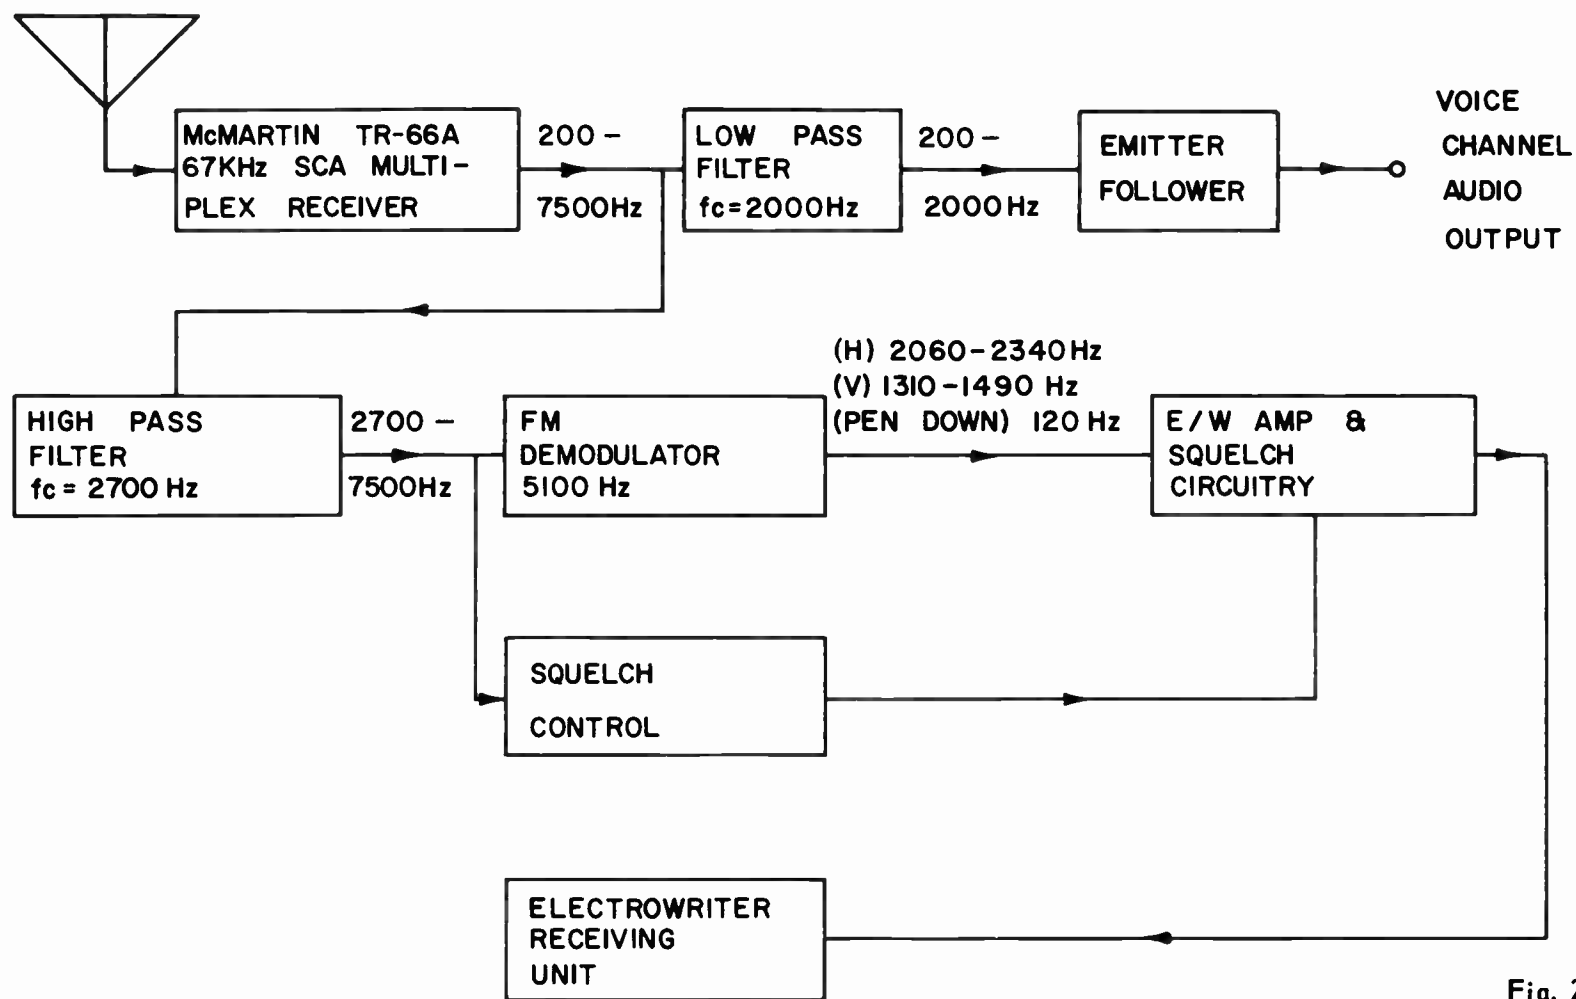 McMARTIN TR-66A
67KHz SCA MULTI-
PLEX RECEIVER
200-
7500Hz
LOW PASS
FILTER
fc=2000Hz
200-
2000Hz
EMITTER
FOLLOWER
VOICE
CHANNEL
AUDIO
OUTPUT
HIGH PASS
FILTER
fc = 2700 Hz
2700-
7500Hz
FM
DEMODULATOR
5100 Hz
(H) 2060-2340Hz
(V) 1310-1490 Hz
(PEN DOWN) 120 Hz
E/W AMP &
SQUELCH
CIRCUITRY
SQUELCH
CONTROL
ELECTROWRITER
RECEIVING
UNIT
Fig. 2